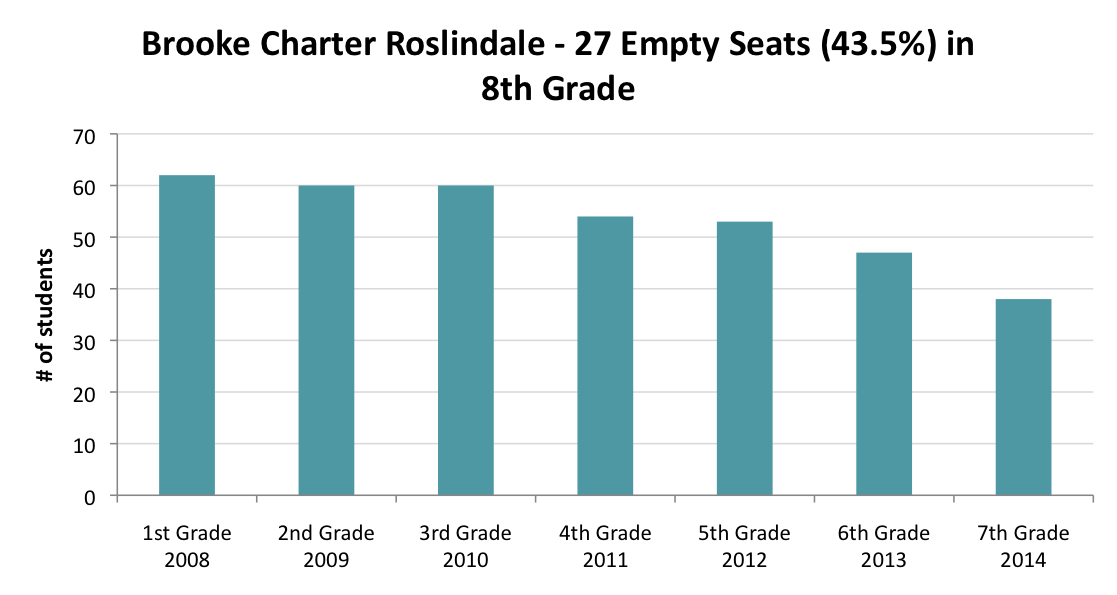 Brooke Charter Roslindale - 27 Empty Seats (43.5%) in
8th Grade
# of students
70
60
50
40
30
20
10
0
1st Grade 2nd Grade 3rd Grade 4th Grade 5th Grade 6th Grade 7th Grade
2008 2009 2010 2011 2012 2013 2014